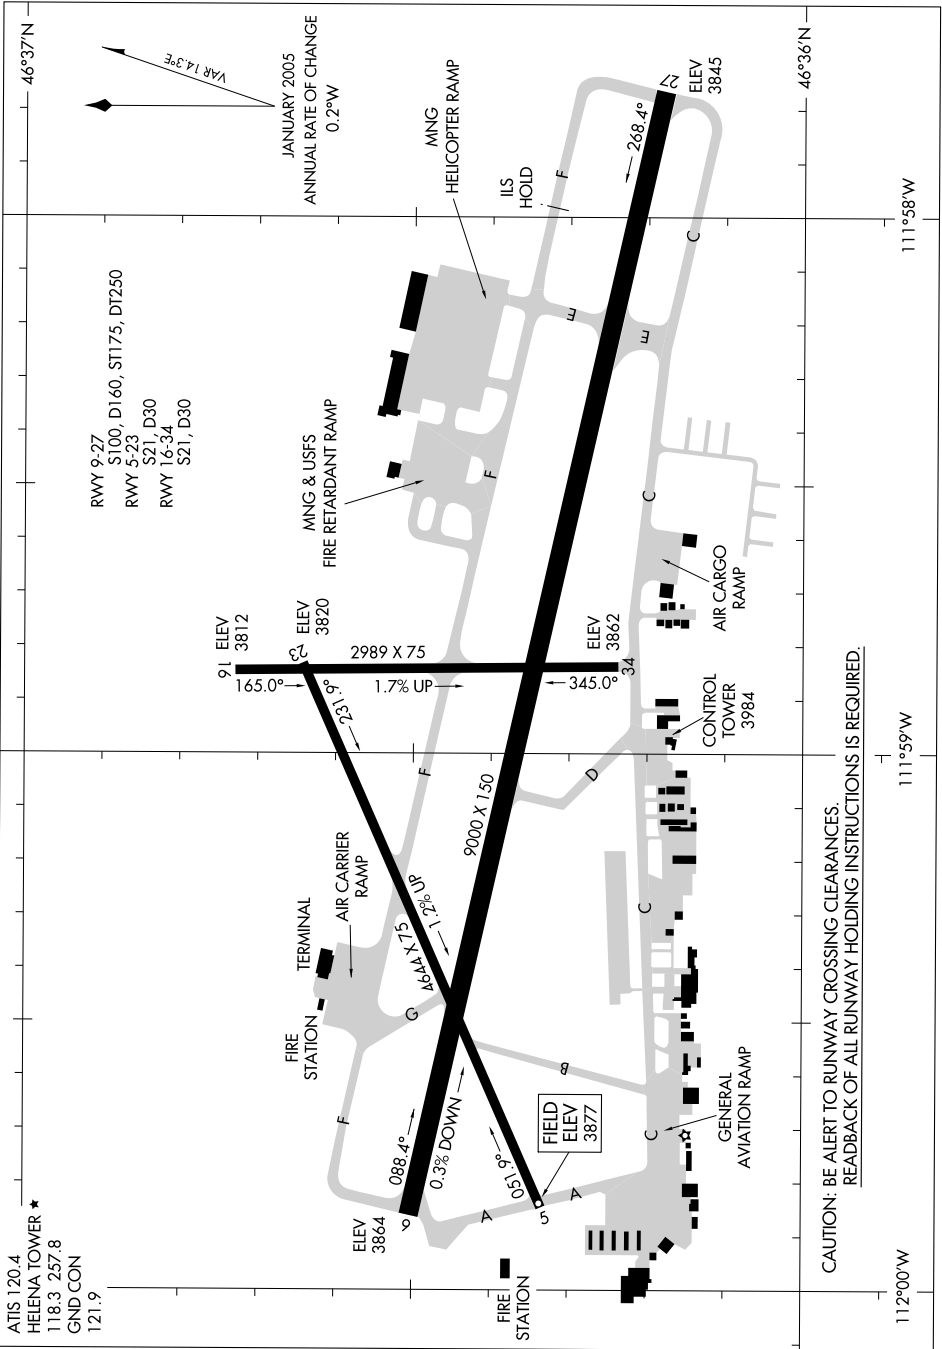 ATIS 120.4
HELENA TOWER
118.3 257.8
GND CON
121.9
RWY 9-27
S100, D160, ST175, DT250
RWY 5-23
S21, D30
RWY 16-34
S21, D30
VAR 14.3°E
JANUARY 2005
ANNUAL RATE OF CHANGE
0.2°W
46°37'N
46°36'N
MNG
HELICOPTER RAMP
ILS
HOLD
MNG & USFS
FIRE RETARDANT RAMP
ELEV
3812
16
ELEV
3820
23
165.0°
231.9°
2989 X 75
1.7% UP
345.0°
ELEV
3862
34
TERMINAL
AIR CARRIER
RAMP
FIRE
STATION
4644 X 75
1.2% UP
9000 X 150
ELEV
3864
9
088.4°
0.3% DOWN
051.9°
5
FIELD
ELEV
3877
FIRE
STATION
268.4°
27
ELEV
3845
F
F
F
F
G
E
E
C
C
C
C
D
B
A
A
AIR CARGO
RAMP
CONTROL
TOWER
3984
GENERAL
AVIATION RAMP
112°00'W
111°59'W
111°58'W
CAUTION: BE ALERT TO RUNWAY CROSSING CLEARANCES.
READBACK OF ALL RUNWAY HOLDING INSTRUCTIONS IS REQUIRED.